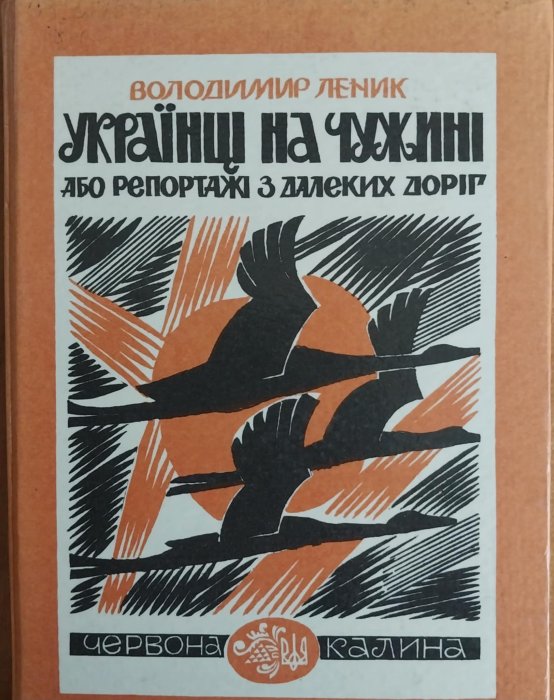 ВОЛОДИМИР ЛЕНИК
УКРАЇНЦІ НА ЧУЖИНІ
АБО РЕПОРТАЖІ З ДАЛЕКИХ ДОРІГ
ЧЕРВОНА КАЛИНА